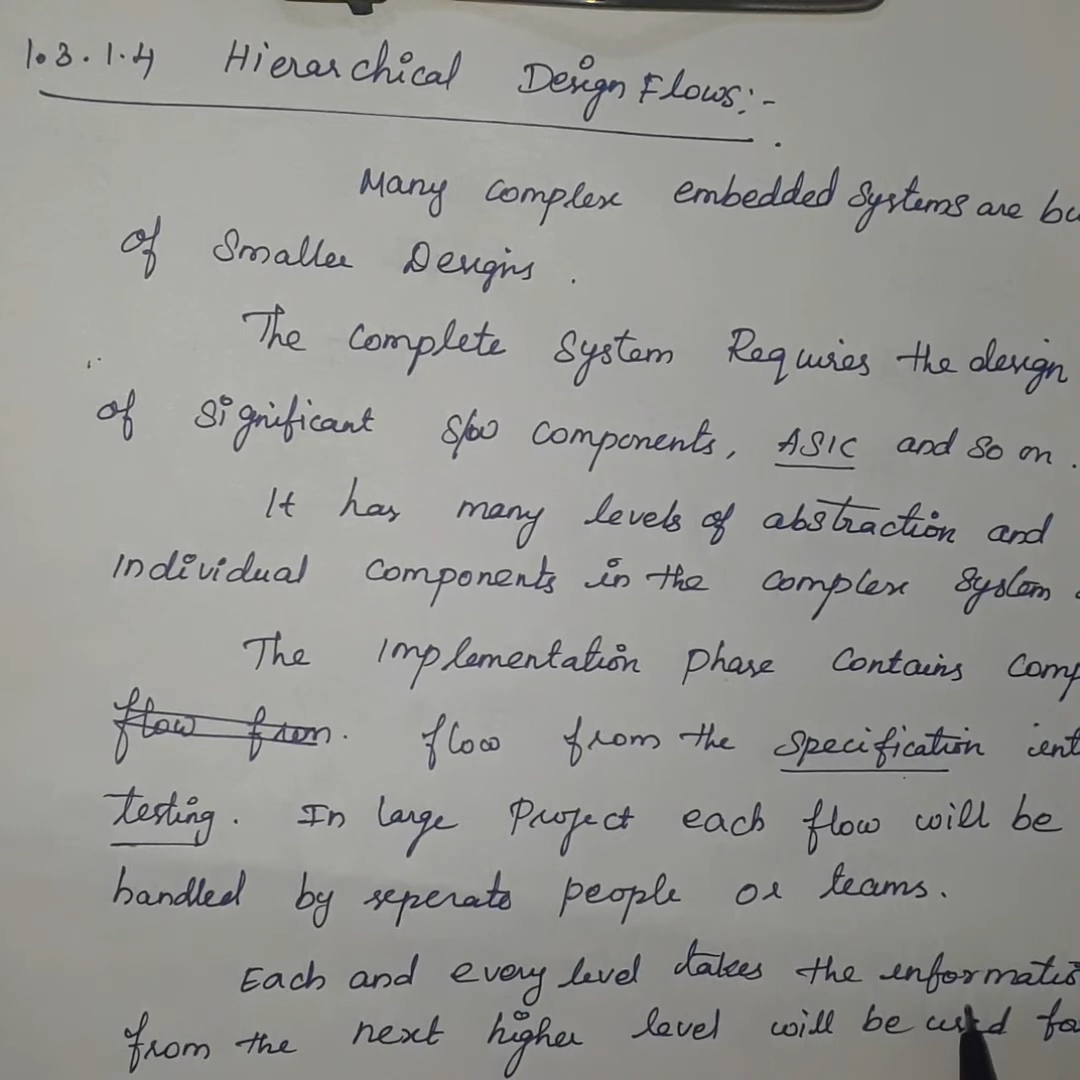 1.3.1.4 Hierarchical Design Flows:-
Many complex embedded systems are bu
of Smaller Designs.
The complete System Requires the design
of significant s/w components, ASIC and so on.
It has many levels of abstraction and
individual components in the complex system
The implementation phase contains comp
flow from. flow from the specification
testing. In large Project each flow will be
handled by seperate people or teams.
Each and every level takes the informatio
from the next higher level will be used fo